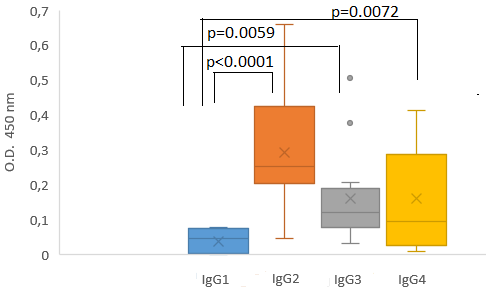 0,7
p=0.0072
p=0.0059
0,6
p<0.0001
0,5
0,4
0,3
0,2
0,1
0
O.D. 450 nm
IgG1
IgG2
IgG3
IgG4